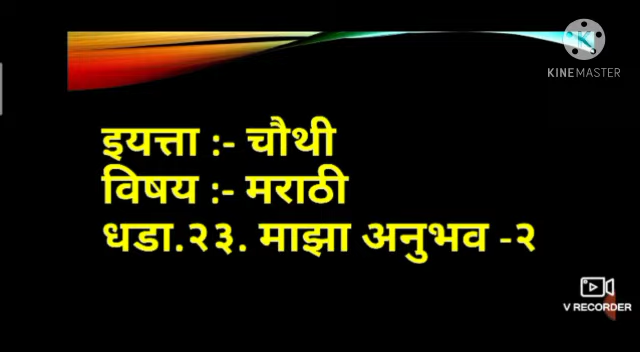 KINEMASTER
इयत्ता :- चौथी
विषय :- मराठी
धडा.२३. माझा अनुभव -२
V RECORDER